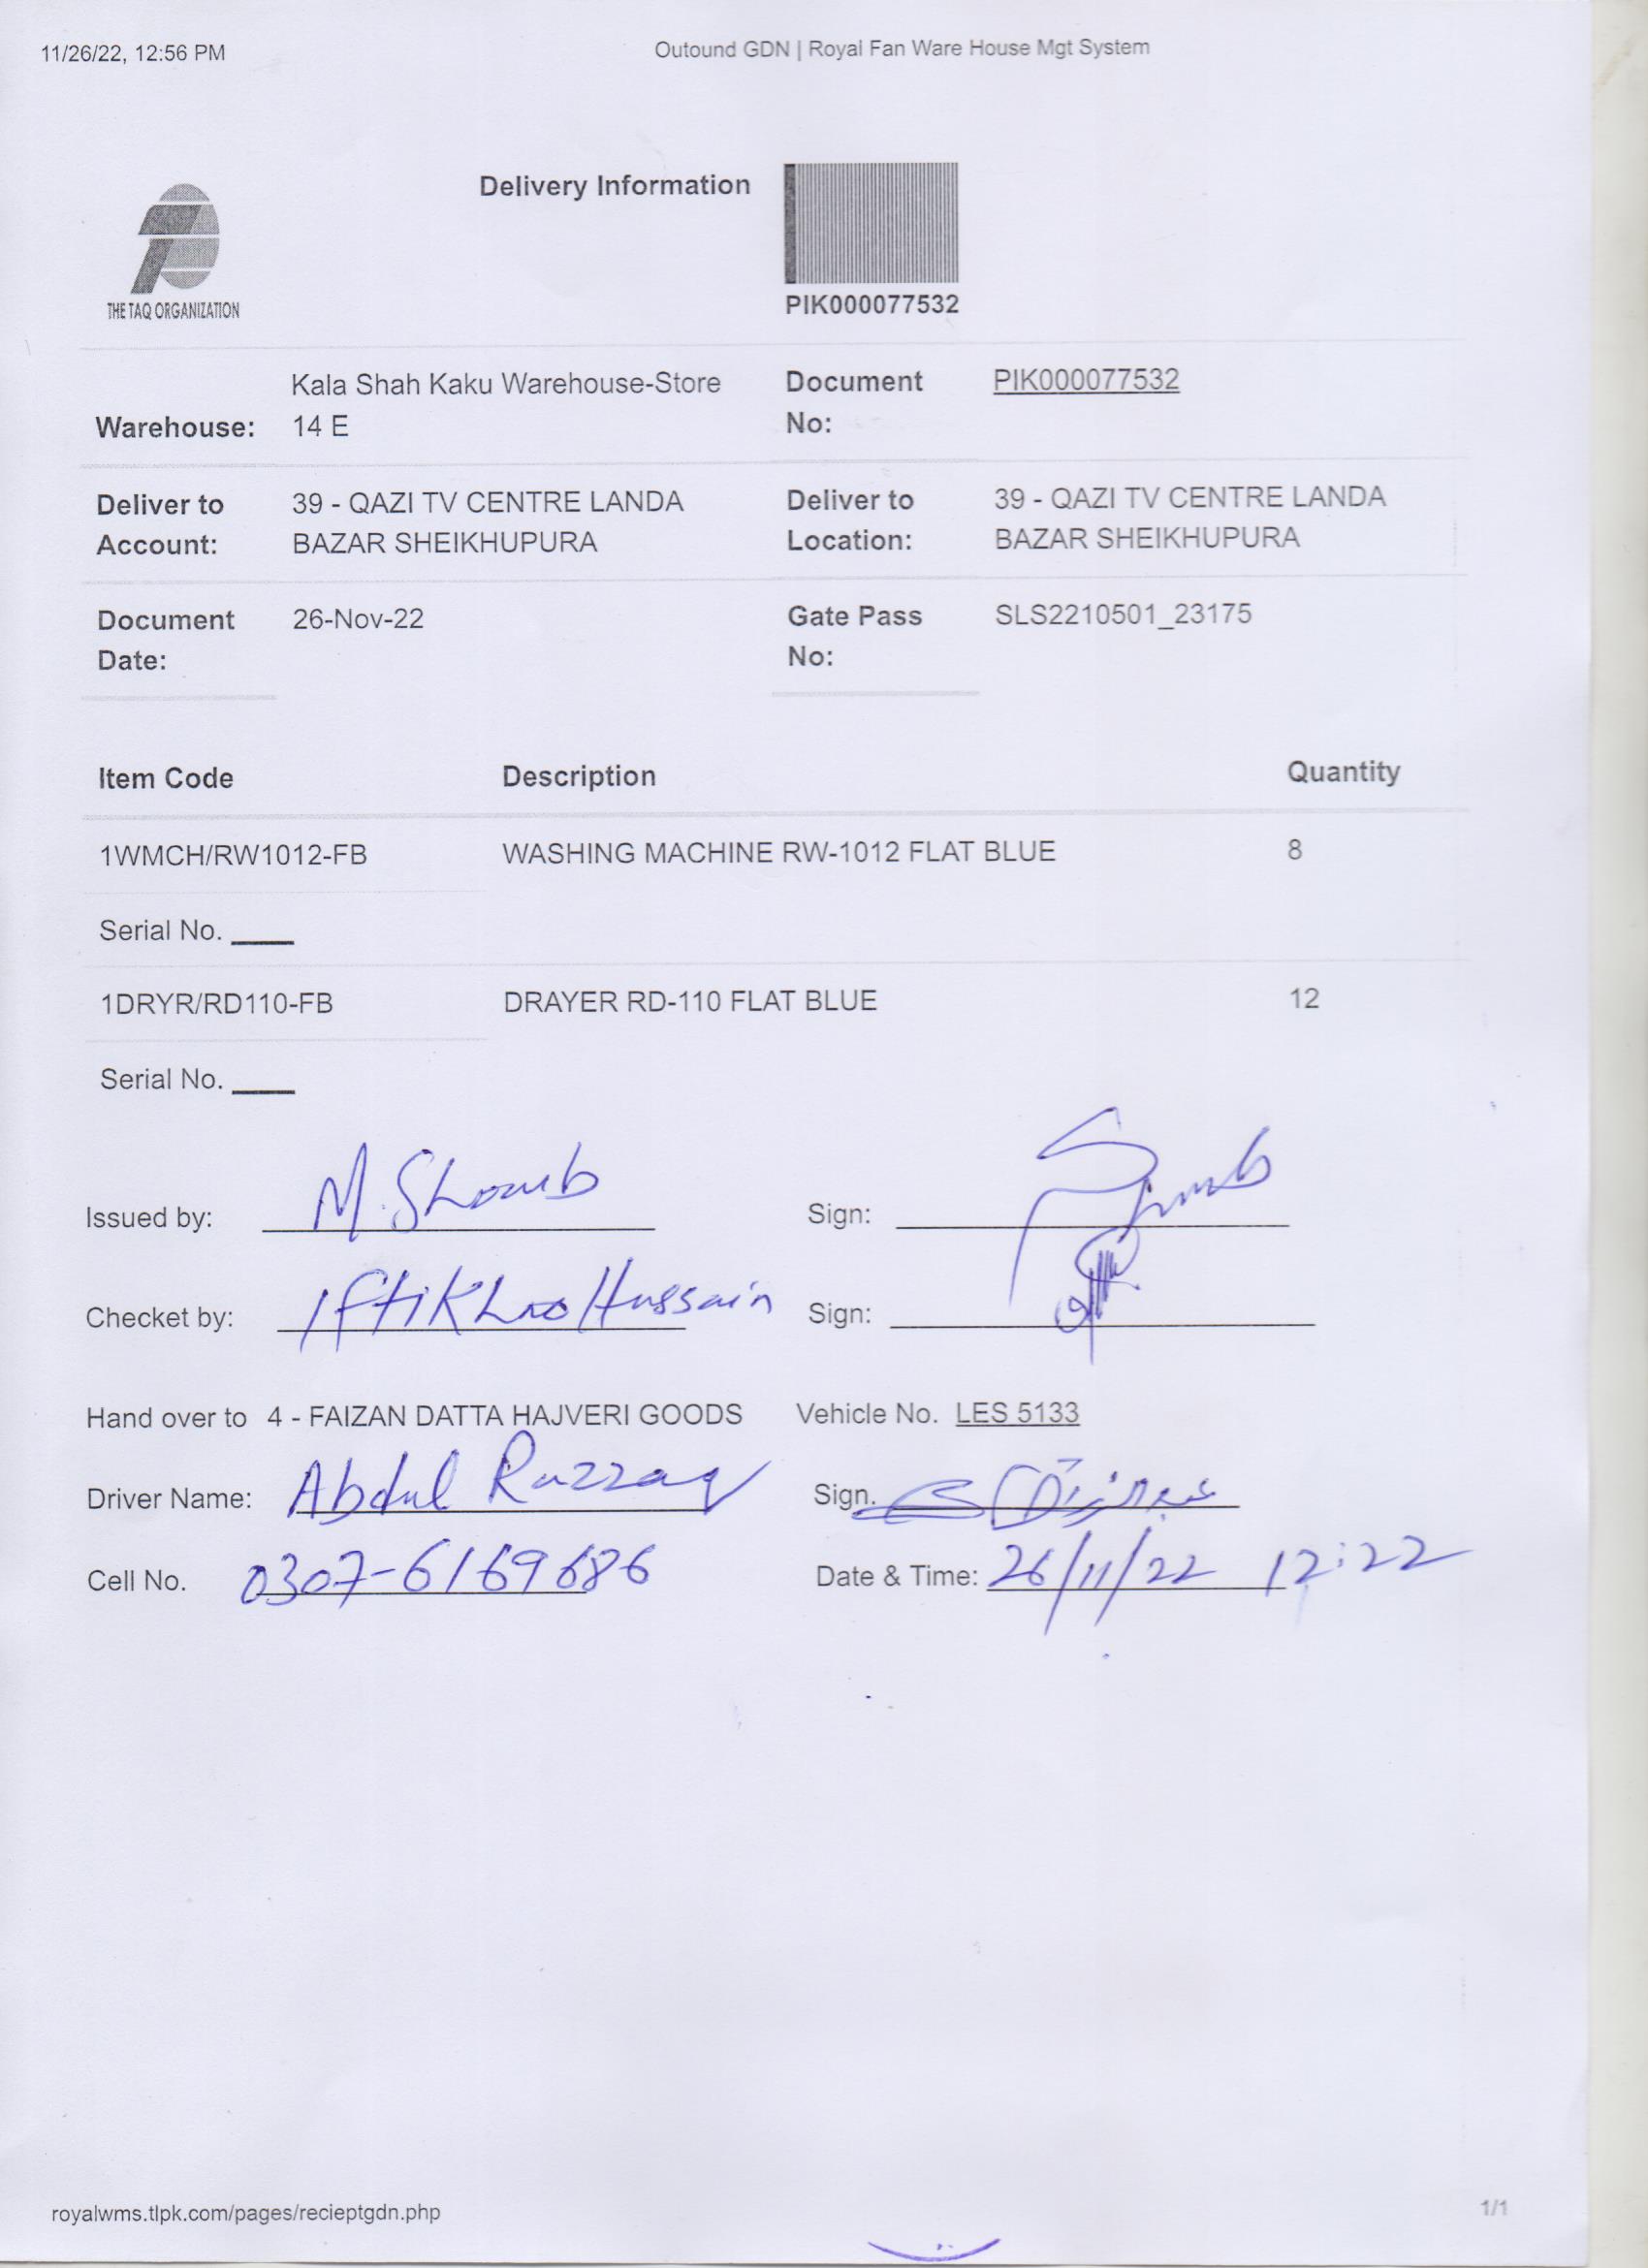 11/26/22, 12:56 PM
Outound GDN | Royal Fan Ware House Mgt System
Delivery Information
THE TAQ ORGANIZATION
PIK000077532
Warehouse: Kala Shah Kaku Warehouse-Store 14 E
Document No: PIK000077532
Deliver to Account: 39 - QAZI TV CENTRE LANDA BAZAR SHEIKHUPURA
Deliver to Location: 39 - QAZI TV CENTRE LANDA BAZAR SHEIKHUPURA
Document Date: 26-Nov-22
Gate Pass No: SLS2210501_23175
Item Code Description Quantity
1WMCH/RW1012-FB WASHING MACHINE RW-1012 FLAT BLUE 8
Serial No. ____
1DRYR/RD110-FB DRAYER RD-110 FLAT BLUE 12
Serial No. ____
Issued by: M. Shoaib Sign:
Checket by: Iftikhar Hussain Sign:
Hand over to 4 - FAIZAN DATTA HAJVERI GOODS Vehicle No. LES 5133
Driver Name: Abdul Razzaq Sign.
Cell No. 0307-6169686 Date & Time: 26/11/22 12:22
royalwms.tlpk.com/pages/recieptgdn.php
1/1